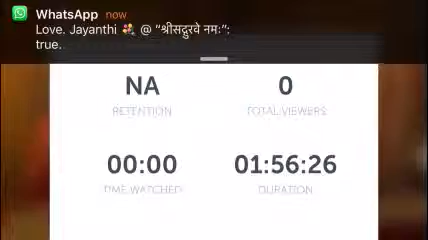 WhatsApp now
Love. Jayanthi @ "श्रीसद्गुरवे नमः":
true.
NA 0
RETENTION TOTAL VIEWERS
00:00 01:56:26
TIME WATCHED DURATION